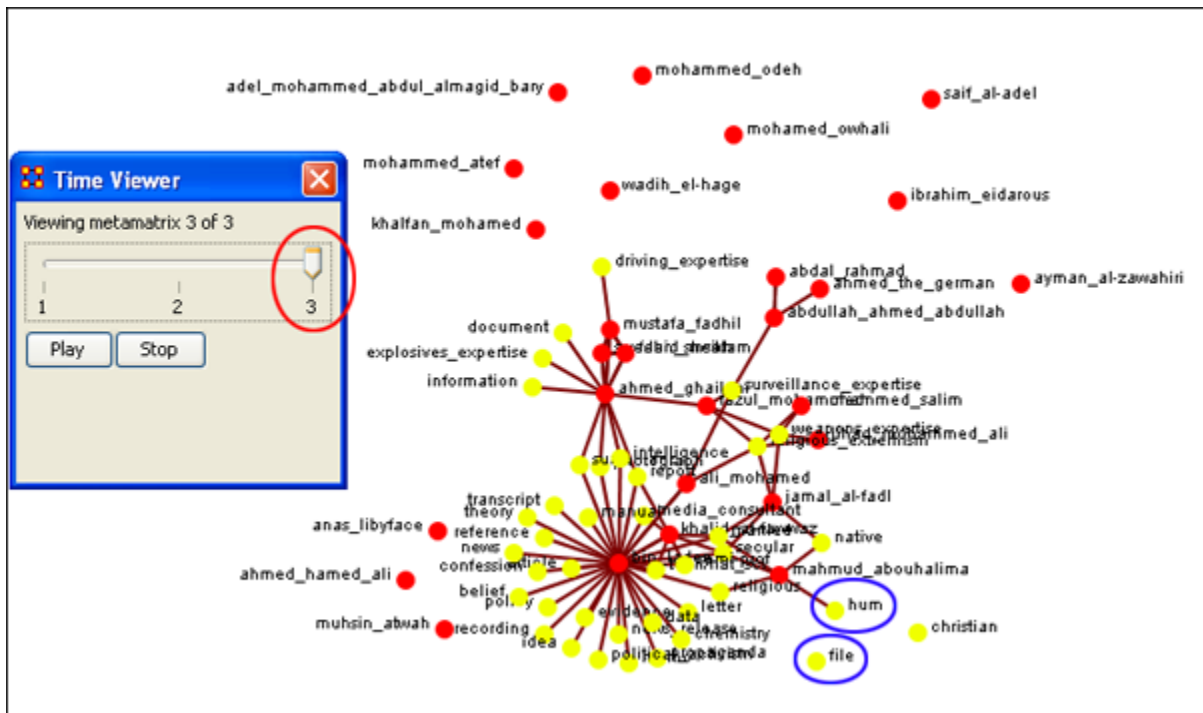 mohammed_odeh
adel_mohammed_abdul_almagid_bary
saif_al-adel
mohamed_owhali
mohammed_atef
wadih_el-hage
ibrahim_eidarous
khalfan_mohamed
Time Viewer
Viewing metamatrix 3 of 3
1 2 3
Play Stop
driving_expertise
abdal_rahmad
ahmed_the_german
ayman_al-zawahiri
abdullah_ahmed_abdullah
document
mustafa_fadhil
explosives_expertise
information
surveillance_expertise
weapons_expertise
intelligence
report
ali_mohamed
jamal_al-fadl
transcript
theory
manual
media_consultant
anas_libyface
reference
native
news
secular
confession
mahmud_abouhalima
ahmed_hamed_ali
religious
belief
hum
policy
letter
data
muhsin_atwah
recording
chemistry
christian
idea
file